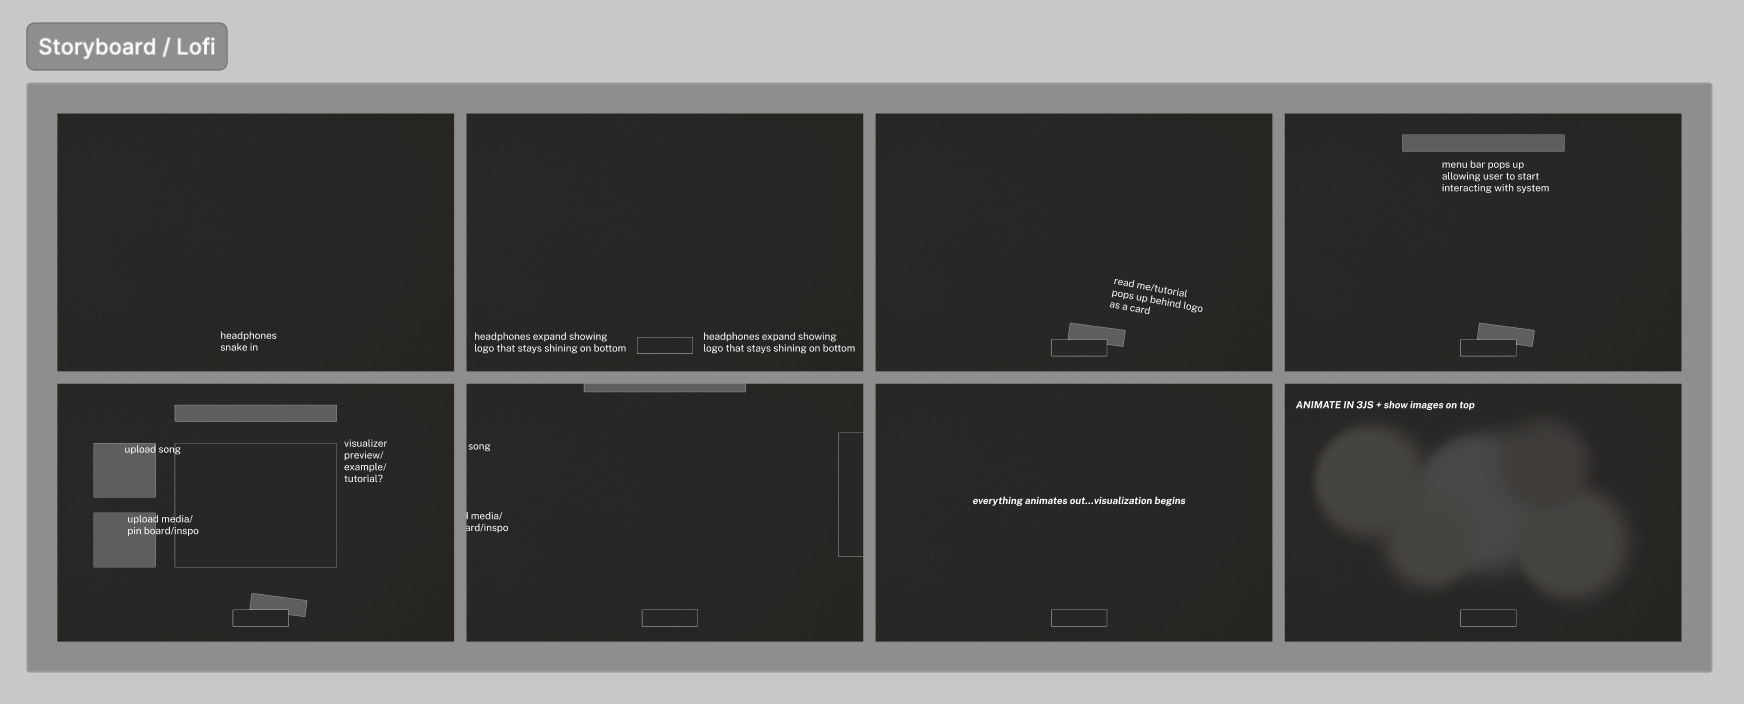 Storyboard / Lofi
headphones
snake in
headphones expand showing
logo that stays shining on bottom
headphones expand showing
logo that stays shining on bottom
read me/tutorial
pops up behind logo
as a card
menu bar pops up
allowing user to start
interacting with system
upload song
upload media/
pin board/inspo
visualizer
preview/
example/
tutorial?
song
d media/
ard/inspo
everything animates out...visualization begins
ANIMATE IN 3JS + show images on top